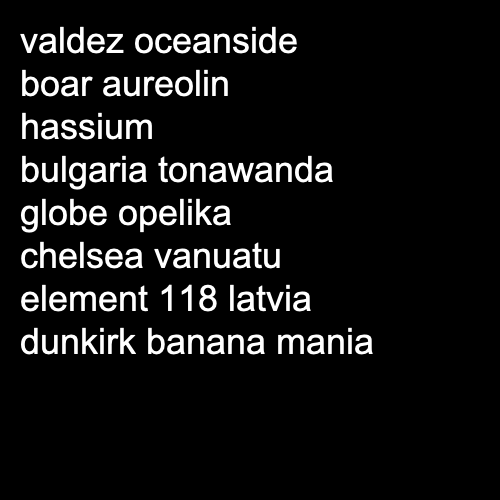 valdez oceanside
boar aureolin
hassium
bulgaria tonawanda
globe opelika
chelsea vanuatu
element 118 latvia
dunkirk banana mania